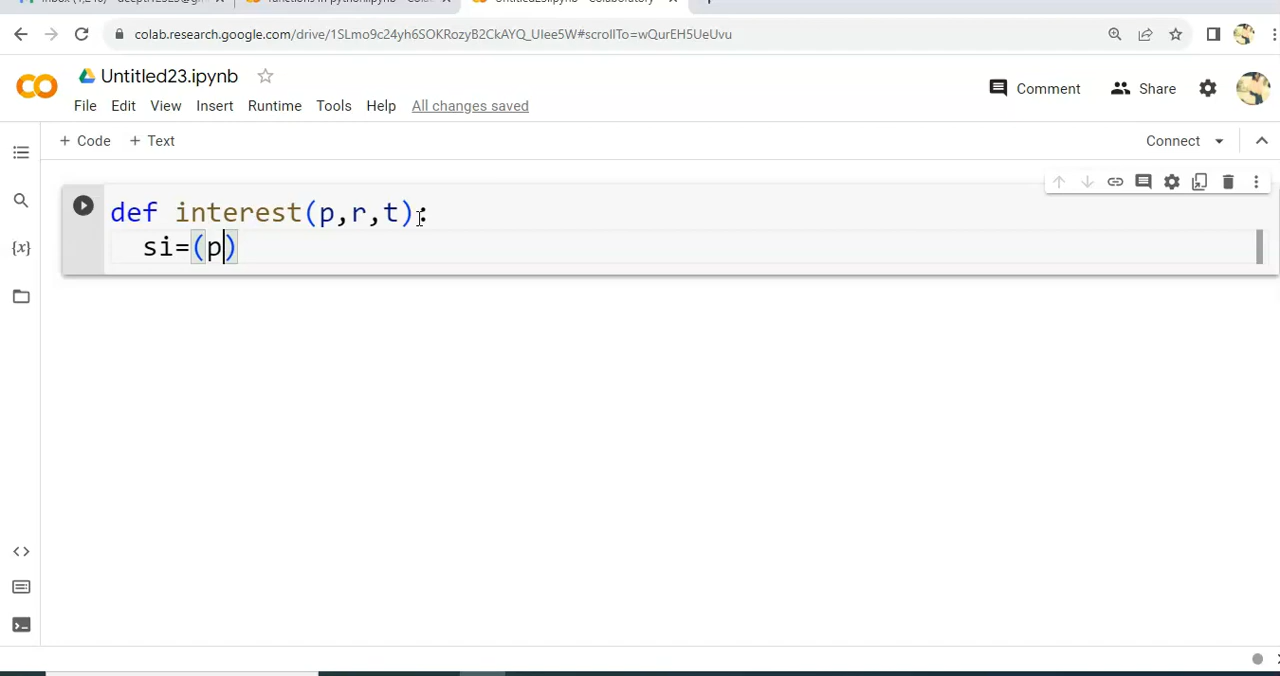 colab.research.google.com/drive/1SLmo9c24yh6SOKRozyB2CkAYQ_UIee5W#scrollTo=wQurEH5UeUvu
Untitled23.ipynb
File Edit View Insert Runtime Tools Help All changes saved
Comment Share
+ Code + Text
Connect
def interest(p,r,t):
si=(p)
{x}